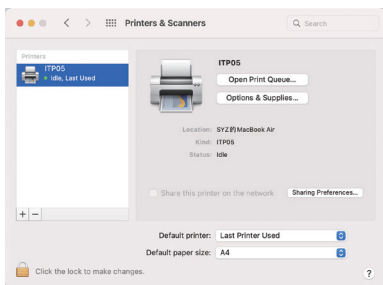 Printers & Scanners
Search
Printers
ITP05
Idle, Last Used
ITP05
Open Print Queue...
Options & Supplies...
Location: SYZ的MacBook Air
Kind: ITP05
Status: Idle
Share this printer on the network
Sharing Preferences...
+ −
Default printer: Last Printer Used
Default paper size: A4
Click the lock to make changes.
?